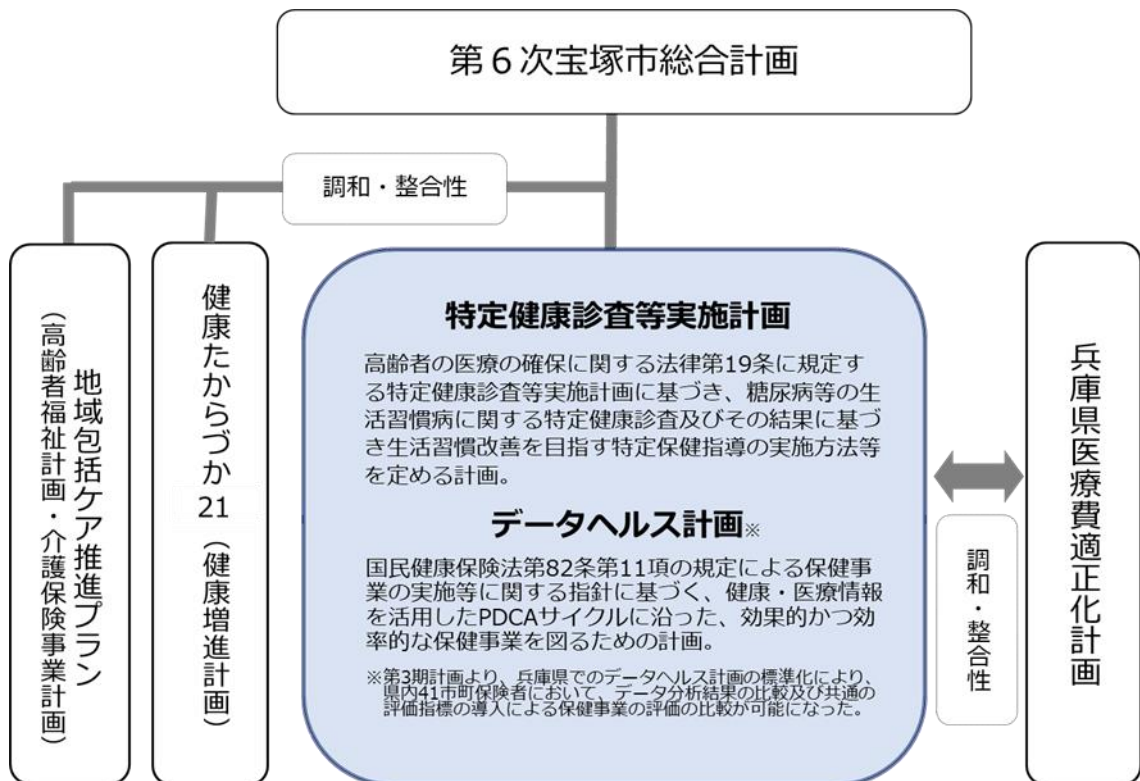 第６次宝塚市総合計画
調和・整合性
地域包括ケア推進プラン
（高齢者福祉計画・介護保険事業計画）
健康たからづか21（健康増進計画）
特定健康診査等実施計画
高齢者の医療の確保に関する法律第19条に規定す
る特定健康診査等実施計画に基づき、糖尿病等の生
活習慣病に関する特定健康診査及びその結果に基づ
き生活習慣改善を目指す特定保健指導の実施方法等
を定める計画。
データヘルス計画※
国民健康保険法第82条第11項の規定による保健事
業の実施等に関する指針に基づく、健康・医療情報
を活用したPDCAサイクルに沿った、効果的かつ効
率的な保健事業を図るための計画。
※第3期計画より、兵庫県でのデータヘルス計画の標準化により、
県内41市町保険者において、データ分析結果の比較及び共通の
評価指標の導入による保健事業の評価の比較が可能になった。
調和・整合性
兵庫県医療費適正化計画